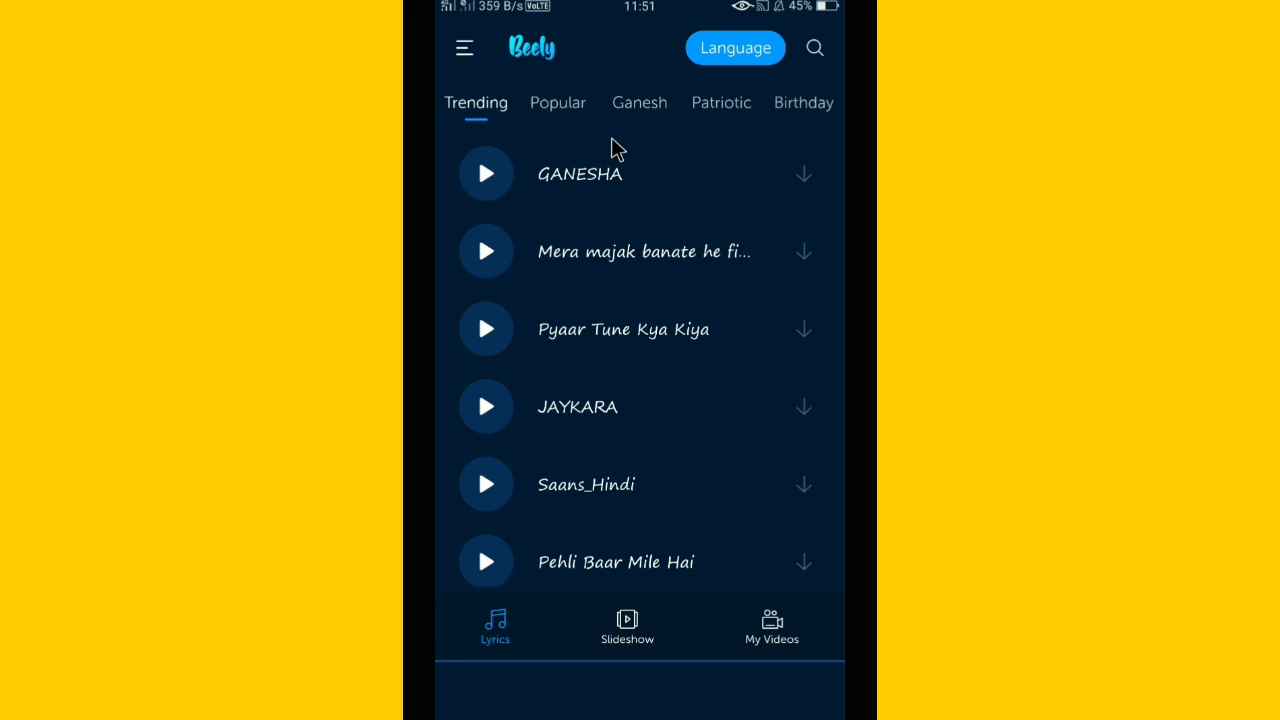 359 B/s VoLTE 11:51 45%
Beely Language
Trending Popular Ganesh Patriotic Birthday
GANESHA
Mera majak banate he fi...
Pyaar Tune Kya Kiya
JAYKARA
Saans_Hindi
Pehli Baar Mile Hai
Lyrics Slideshow My Videos